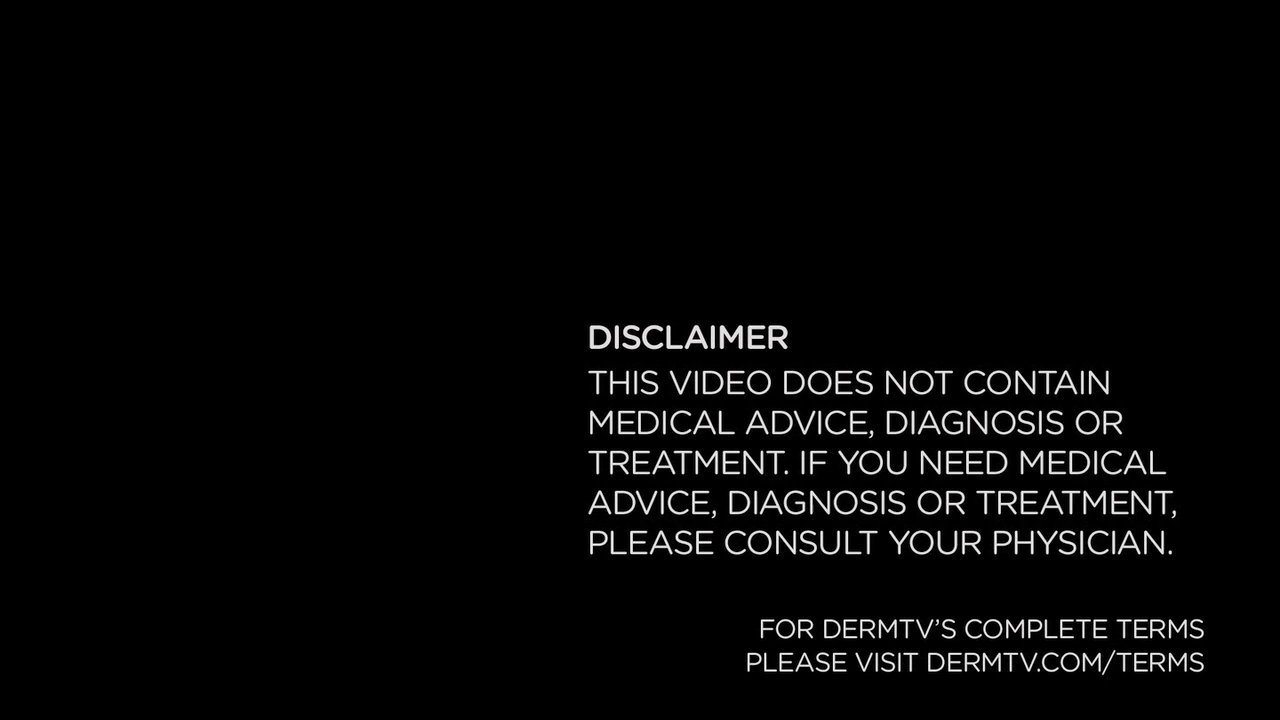 DISCLAIMER
THIS VIDEO DOES NOT CONTAIN
MEDICAL ADVICE, DIAGNOSIS OR
TREATMENT. IF YOU NEED MEDICAL
ADVICE, DIAGNOSIS OR TREATMENT,
PLEASE CONSULT YOUR PHYSICIAN.
FOR DERMTV’S COMPLETE TERMS
PLEASE VISIT DERMTV.COM/TERMS